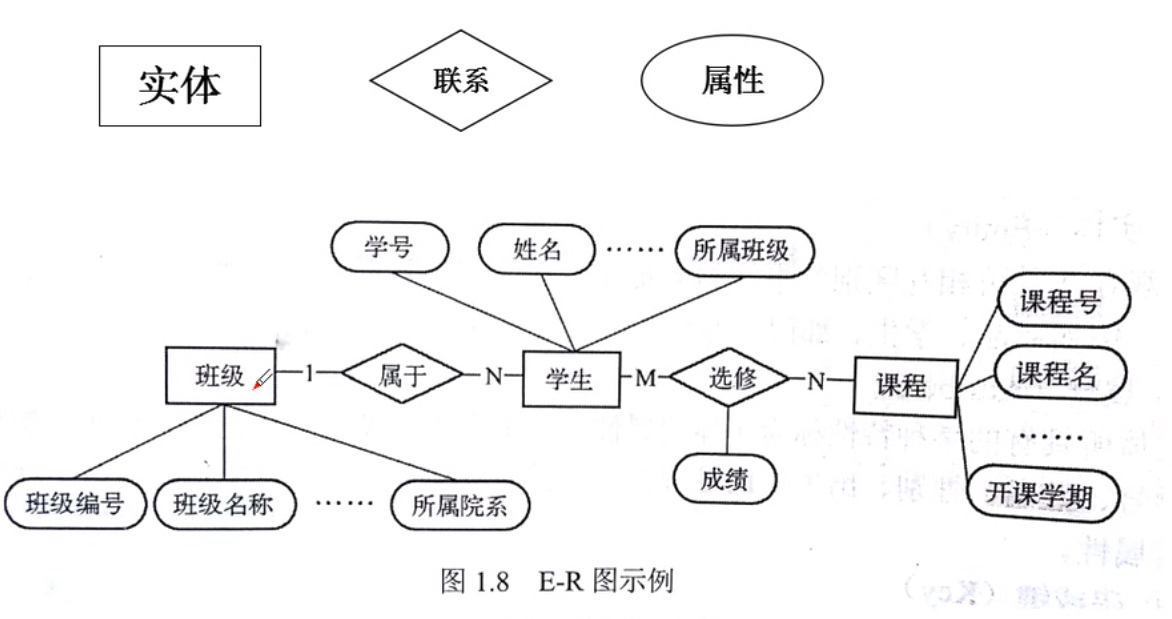 实体
联系
属性
学号
姓名
……
所属班级
课程号
班级
1
属于
N
学生
M
选修
N
课程
课程名
……
班级编号
班级名称
……
所属院系
成绩
开课学期
图 1.8 E-R 图示例